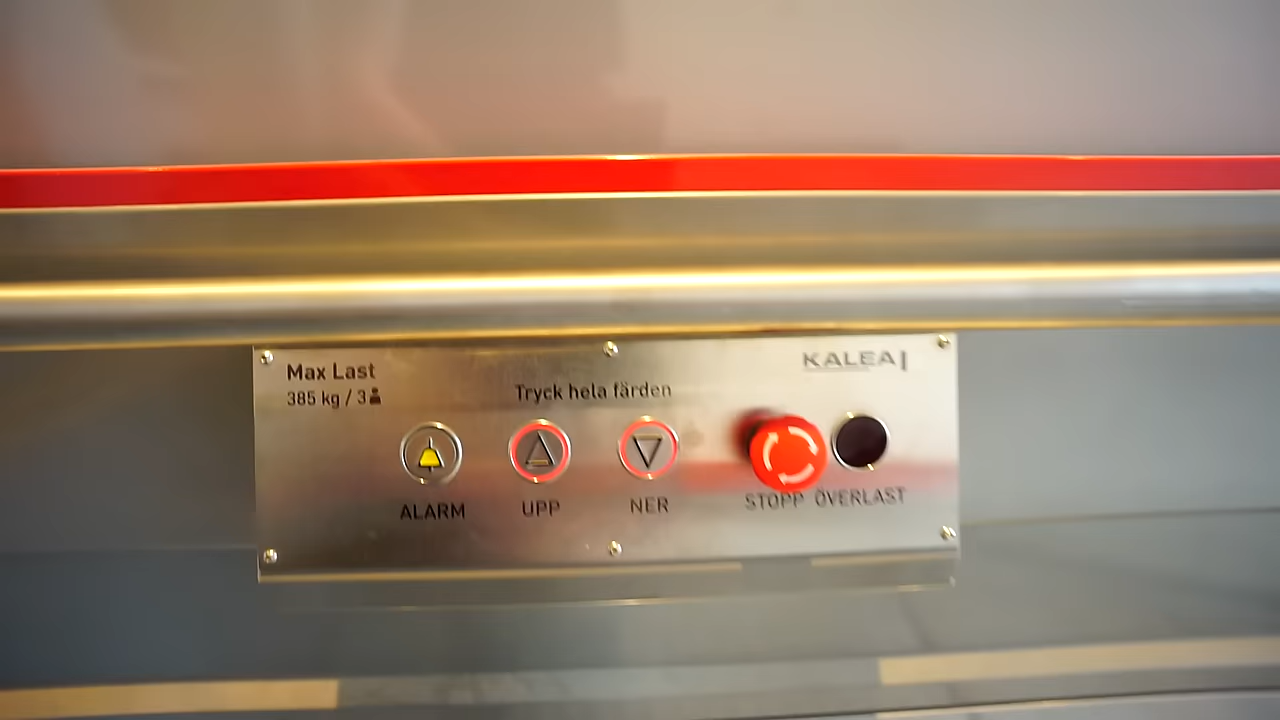 Max Last
385 kg / 3
Tryck hela färden
KALEA
ALARM
UPP
NER
STOPP
ÖVERLAST